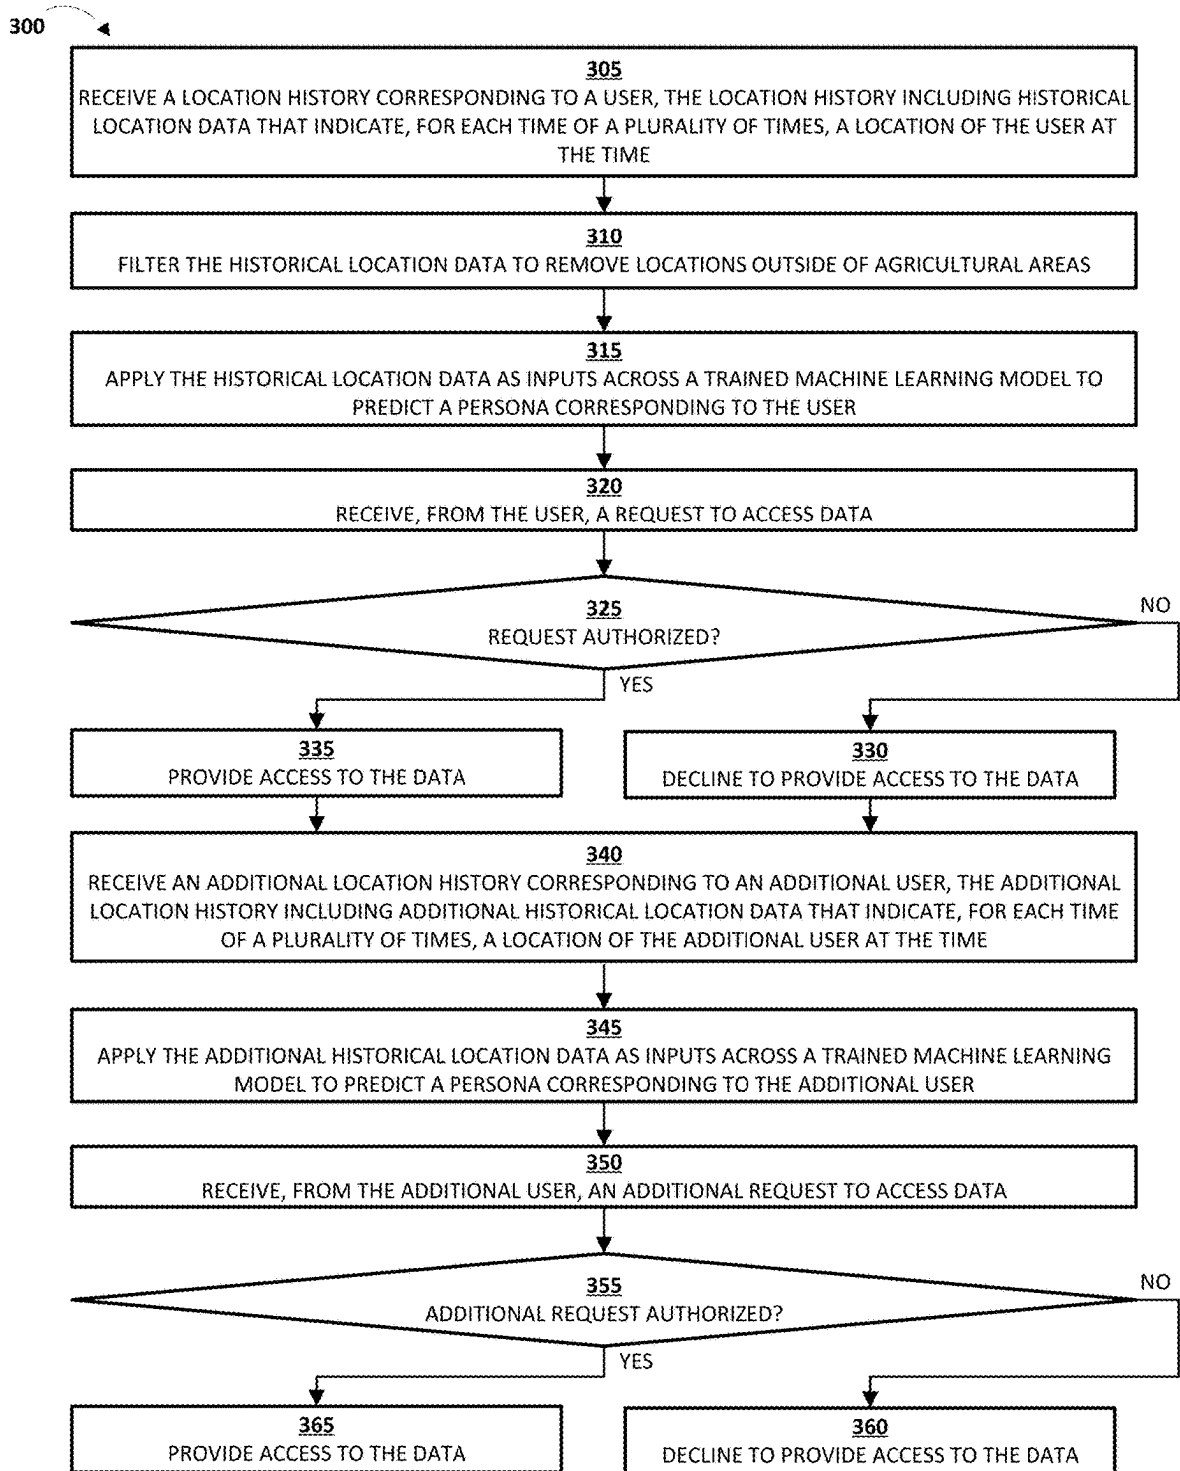 300
305
RECEIVE A LOCATION HISTORY CORRESPONDING TO A USER, THE LOCATION HISTORY INCLUDING HISTORICAL
LOCATION DATA THAT INDICATE, FOR EACH TIME OF A PLURALITY OF TIMES, A LOCATION OF THE USER AT
THE TIME
310
FILTER THE HISTORICAL LOCATION DATA TO REMOVE LOCATIONS OUTSIDE OF AGRICULTURAL AREAS
315
APPLY THE HISTORICAL LOCATION DATA AS INPUTS ACROSS A TRAINED MACHINE LEARNING MODEL TO
PREDICT A PERSONA CORRESPONDING TO THE USER
320
RECEIVE, FROM THE USER, A REQUEST TO ACCESS DATA
325
REQUEST AUTHORIZED?
NO
YES
335
PROVIDE ACCESS TO THE DATA
330
DECLINE TO PROVIDE ACCESS TO THE DATA
340
RECEIVE AN ADDITIONAL LOCATION HISTORY CORRESPONDING TO AN ADDITIONAL USER, THE ADDITIONAL
LOCATION HISTORY INCLUDING ADDITIONAL HISTORICAL LOCATION DATA THAT INDICATE, FOR EACH TIME
OF A PLURALITY OF TIMES, A LOCATION OF THE ADDITIONAL USER AT THE TIME
345
APPLY THE ADDITIONAL HISTORICAL LOCATION DATA AS INPUTS ACROSS A TRAINED MACHINE LEARNING
MODEL TO PREDICT A PERSONA CORRESPONDING TO THE ADDITIONAL USER
350
RECEIVE, FROM THE ADDITIONAL USER, AN ADDITIONAL REQUEST TO ACCESS DATA
355
ADDITIONAL REQUEST AUTHORIZED?
NO
YES
365
PROVIDE ACCESS TO THE DATA
360
DECLINE TO PROVIDE ACCESS TO THE DATA